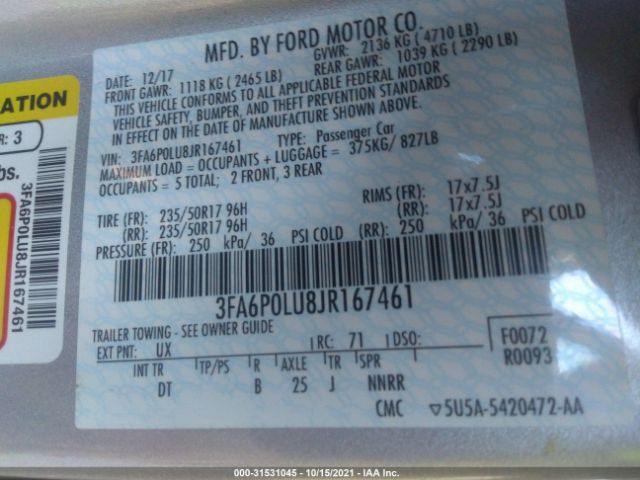 MFD. BY FORD MOTOR CO.
DATE: 12/17 GVWR: 2136 KG ( 4710 LB)
FRONT GAWR: 1118 KG ( 2465 LB) REAR GAWR: 1039 KG ( 2290 LB)
THIS VEHICLE CONFORMS TO ALL APPLICABLE FEDERAL MOTOR
VEHICLE SAFETY, BUMPER, AND THEFT PREVENTION STANDARDS
IN EFFECT ON THE DATE OF MANUFACTURE SHOWN ABOVE.
VIN: 3FA6P0LU8JR167461 TYPE: Passenger Car
MAXIMUM LOAD = OCCUPANTS + LUGGAGE = 375KG/ 827LB
OCCUPANTS = 5 TOTAL; 2 FRONT, 3 REAR
TIRE (FR): 235/50R17 96H RIMS (FR): 17x7.5J
(RR): 235/50R17 96H (RR): 17x7.5J
PRESSURE (FR): 250 kPa/ 36 PSI COLD (RR): 250 kPa/ 36 PSI COLD
3FA6P0LU8JR167461
TRAILER TOWING - SEE OWNER GUIDE
EXT PNT: UX RC: 71 DSO: F0072
INT TR TP/PS R AXLE TR SPR R0093
DT B 25 J NNRR
CMC ▽5U5A-5420472-AA
ATION
R: 3
bs.
3FA6P0LU8JR167461
000-31531045 - 10/15/2021 - IAA Inc.